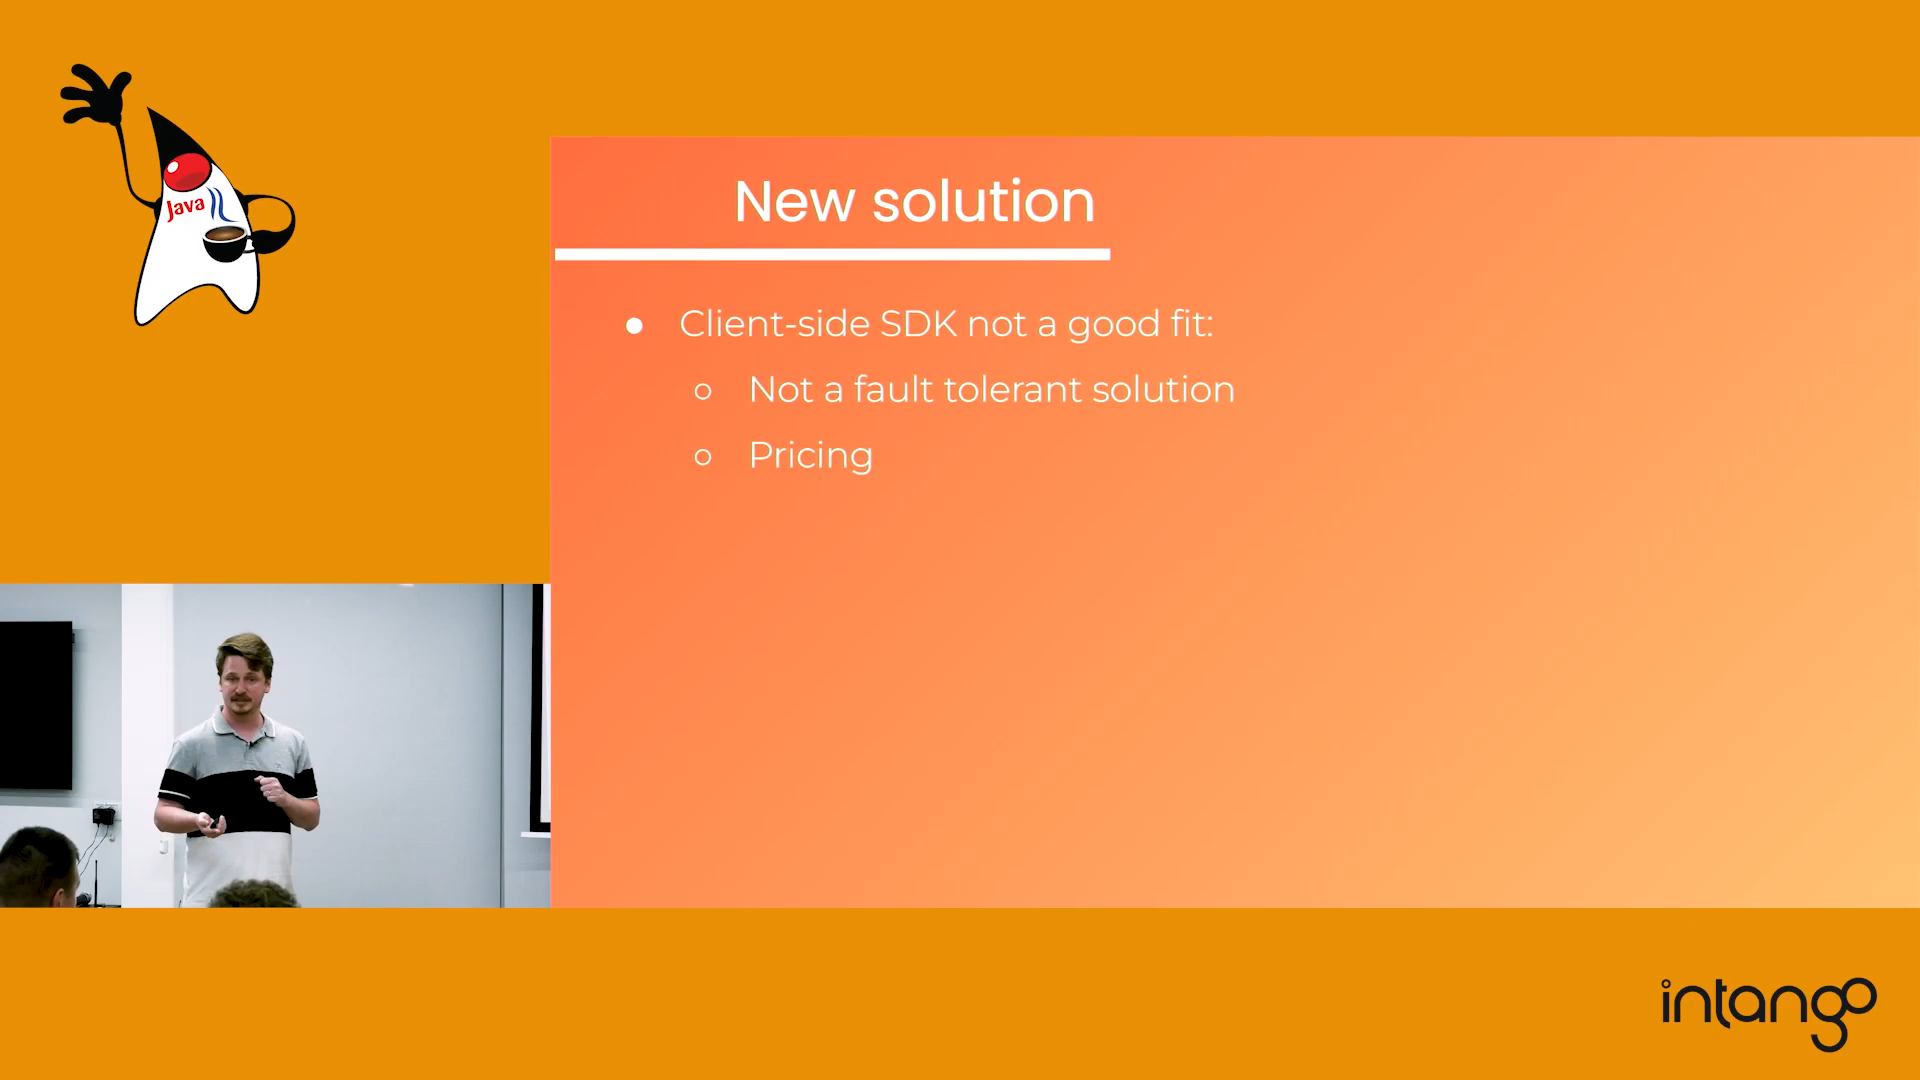 Java
New solution
Client-side SDK not a good fit:
Not a fault tolerant solution
Pricing
intango